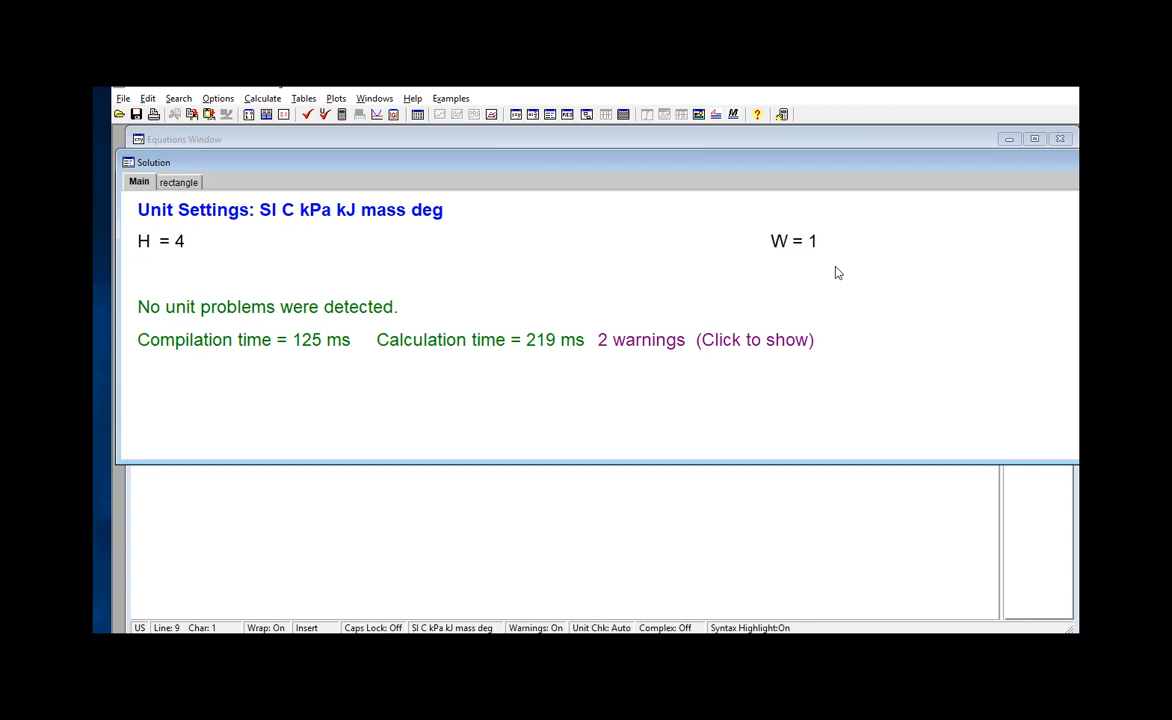 File Edit Search Options Calculate Tables Plots Windows Help Examples
Equations Window
Solution
Main rectangle
Unit Settings: SI C kPa kJ mass deg
H = 4 W = 1
No unit problems were detected.
Compilation time = 125 ms Calculation time = 219 ms 2 warnings (Click to show)
US Line: 9 Char: 1 Wrap: On Insert Caps Lock: Off SI C kPa kJ mass deg Warnings: On Unit Chk: Auto Complex: Off Syntax Highlight:On